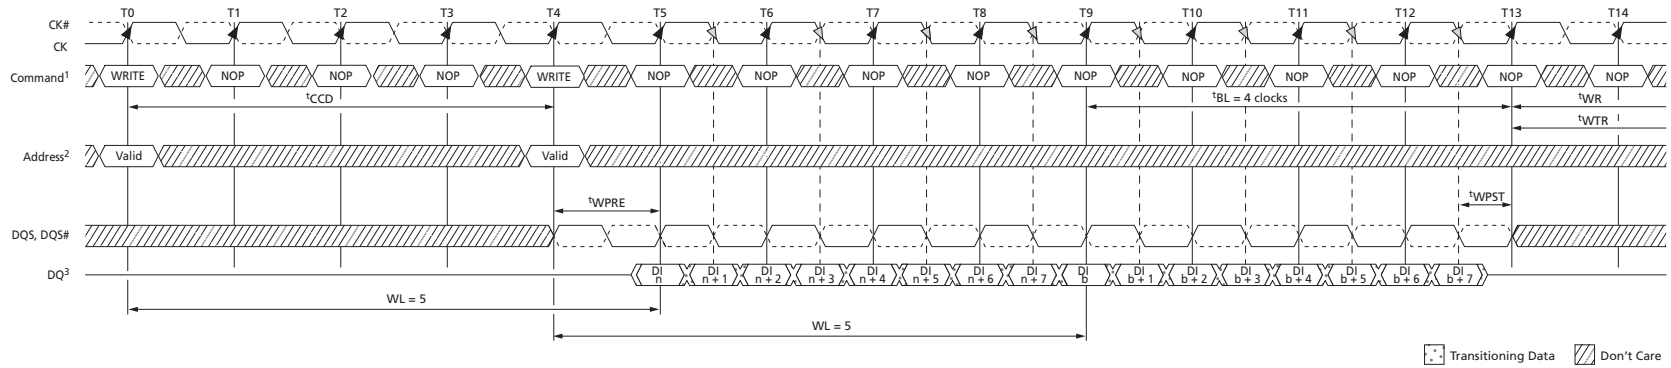 T0 T1 T2 T3 T4 T5 T6 T7 T8 T9 T10 T11 T12 T13 T14
CK#
CK
Command1 WRITE NOP NOP NOP WRITE NOP NOP NOP NOP NOP NOP NOP NOP NOP NOP
tCCD tBL = 4 clocks tWR
tWTR
Address2 Valid Valid
tWPRE tWPST
DQS, DQS#
DQ3 DI n DI n + 1 DI n + 2 DI n + 3 DI n + 4 DI n + 5 DI n + 6 DI n + 7 DI b DI b + 1 DI b + 2 DI b + 3 DI b + 4 DI b + 5 DI b + 6 DI b + 7
WL = 5
WL = 5
Transitioning Data Don't Care